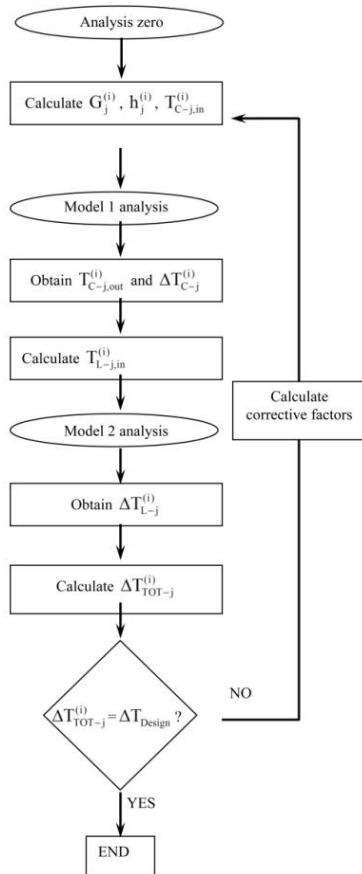 Analysis zero
Calculate G_j^(i), h_j^(i), T_C-j,in^(i)
Model 1 analysis
Obtain T_C-j,out^(i) and ΔT_C-j^(i)
Calculate T_L-j,in^(i)
Calculate
corrective factors
Model 2 analysis
Obtain ΔT_L-j^(i)
Calculate ΔT_TOT-j^(i)
NO
ΔT_TOT-j^(i) = ΔT_Design ?
YES
END